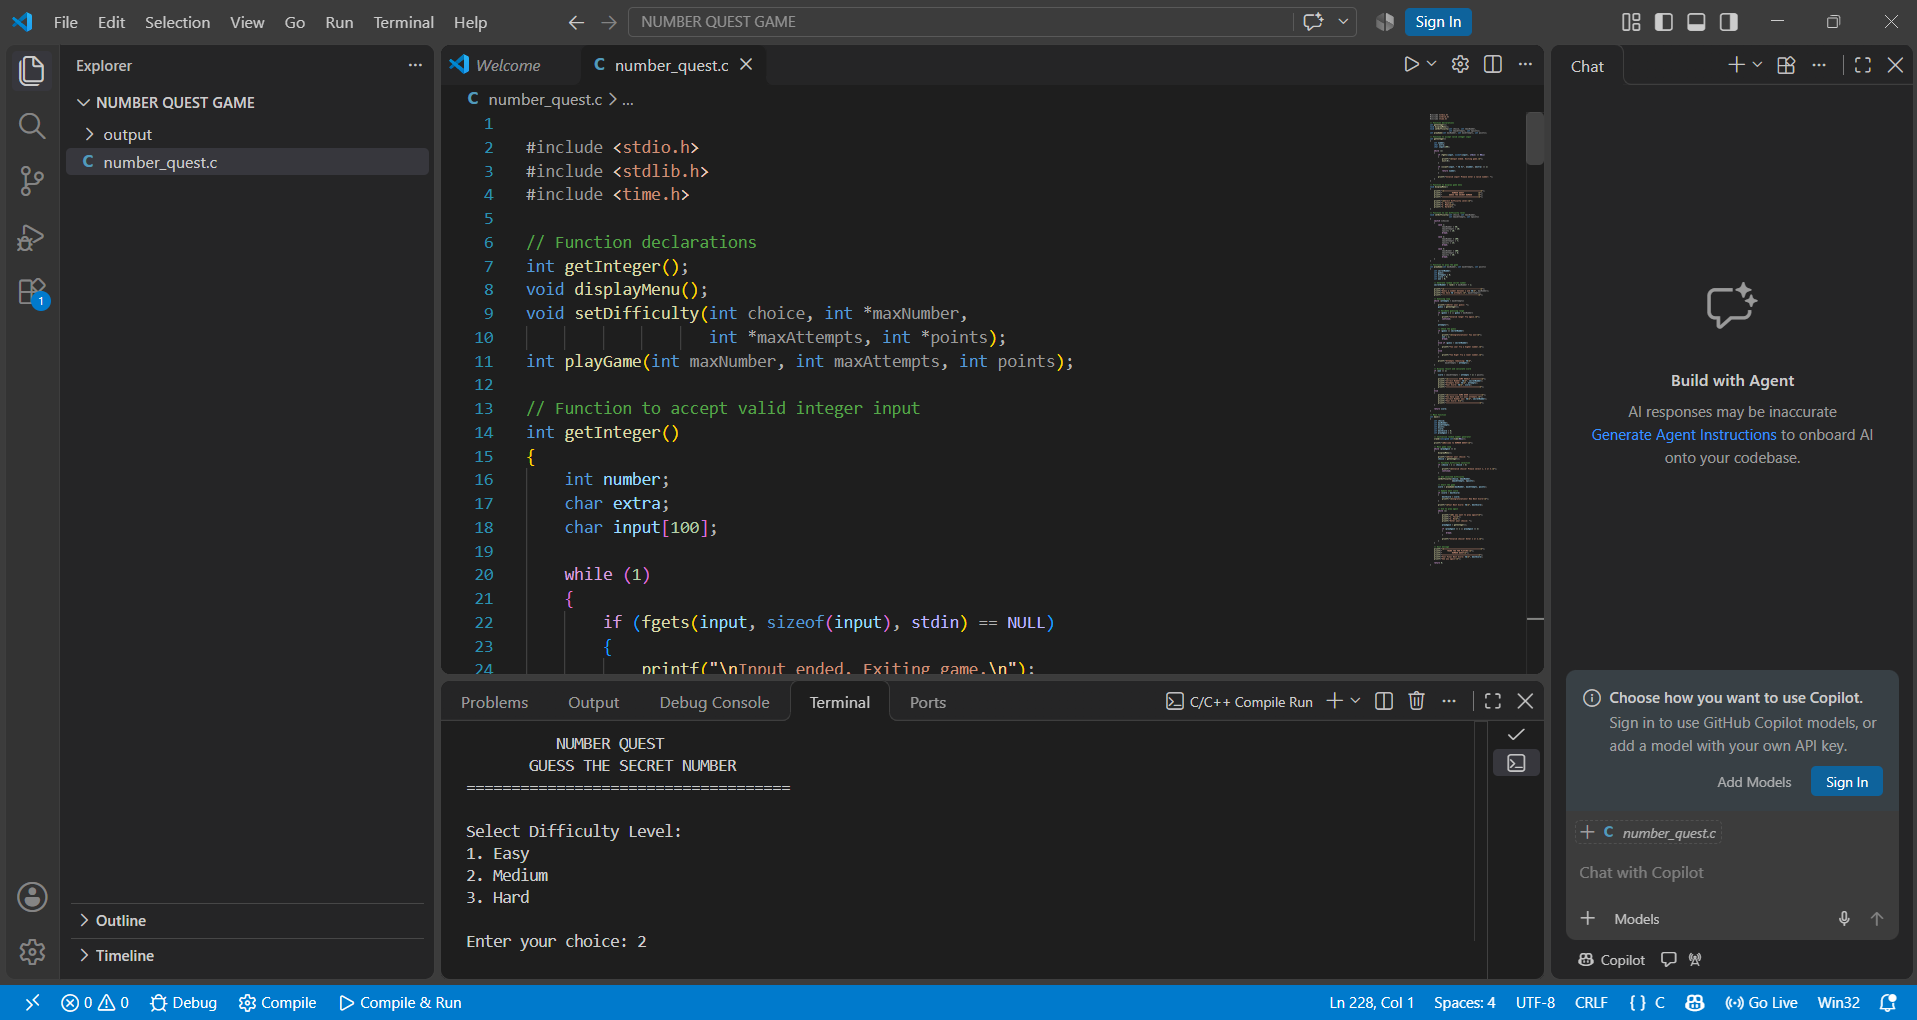 File Edit Selection View Go Run Terminal Help
NUMBER QUEST GAME
Sign In
Explorer
NUMBER QUEST GAME
output
C number_quest.c
1
Outline
Timeline
Welcome
C number_quest.c
C number_quest.c > ...
1
2 #include <stdio.h>
3 #include <stdlib.h>
4 #include <time.h>
5
6 // Function declarations
7 int getInteger();
8 void displayMenu();
9 void setDifficulty(int choice, int *maxNumber,
10 int *maxAttempts, int *points);
11 int playGame(int maxNumber, int maxAttempts, int points);
12
13 // Function to accept valid integer input
14 int getInteger()
15 {
16 int number;
17 char extra;
18 char input[100];
19
20 while (1)
21 {
22 if (fgets(input, sizeof(input), stdin) == NULL)
23 {
24 printf("\nInput ended. Exiting game.\n");
Problems Output Debug Console Terminal Ports
C/C++ Compile Run
NUMBER QUEST
GUESS THE SECRET NUMBER
====================================
Select Difficulty Level:
1. Easy
2. Medium
3. Hard
Enter your choice: 2
Chat
Build with Agent
AI responses may be inaccurate
Generate Agent Instructions to onboard AI
onto your codebase.
Choose how you want to use Copilot.
Sign in to use GitHub Copilot models, or
add a model with your own API key.
Add Models Sign In
C number_quest.c
Chat with Copilot
Models
Copilot
0 0 Debug Compile Compile & Run
Ln 228, Col 1 Spaces: 4 UTF-8 CRLF {} C Go Live Win32